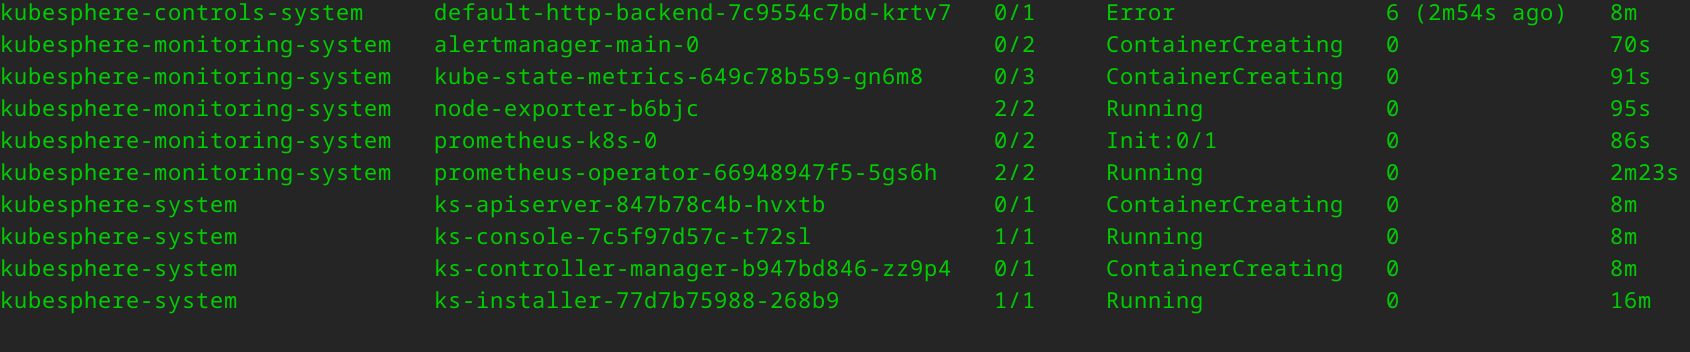 kubesphere-controls-system default-http-backend-7c9554c7bd-krtv7 0/1 Error 6 (2m54s ago) 8m
kubesphere-monitoring-system alertmanager-main-0 0/2 ContainerCreating 0 70s
kubesphere-monitoring-system kube-state-metrics-649c78b559-gn6m8 0/3 ContainerCreating 0 91s
kubesphere-monitoring-system node-exporter-b6bjc 2/2 Running 0 95s
kubesphere-monitoring-system prometheus-k8s-0 0/2 Init:0/1 0 86s
kubesphere-monitoring-system prometheus-operator-66948947f5-5gs6h 2/2 Running 0 2m23s
kubesphere-system ks-apiserver-847b78c4b-hvxtb 0/1 ContainerCreating 0 8m
kubesphere-system ks-console-7c5f97d57c-t72sl 1/1 Running 0 8m
kubesphere-system ks-controller-manager-b947bd846-zz9p4 0/1 ContainerCreating 0 8m
kubesphere-system ks-installer-77d7b75988-268b9 1/1 Running 0 16m